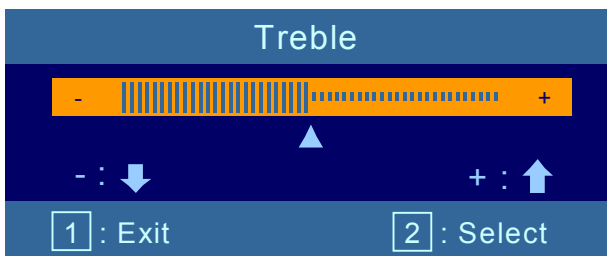 Treble
- +
- : ⬇ + : ⬆
1 : Exit 2 : Select